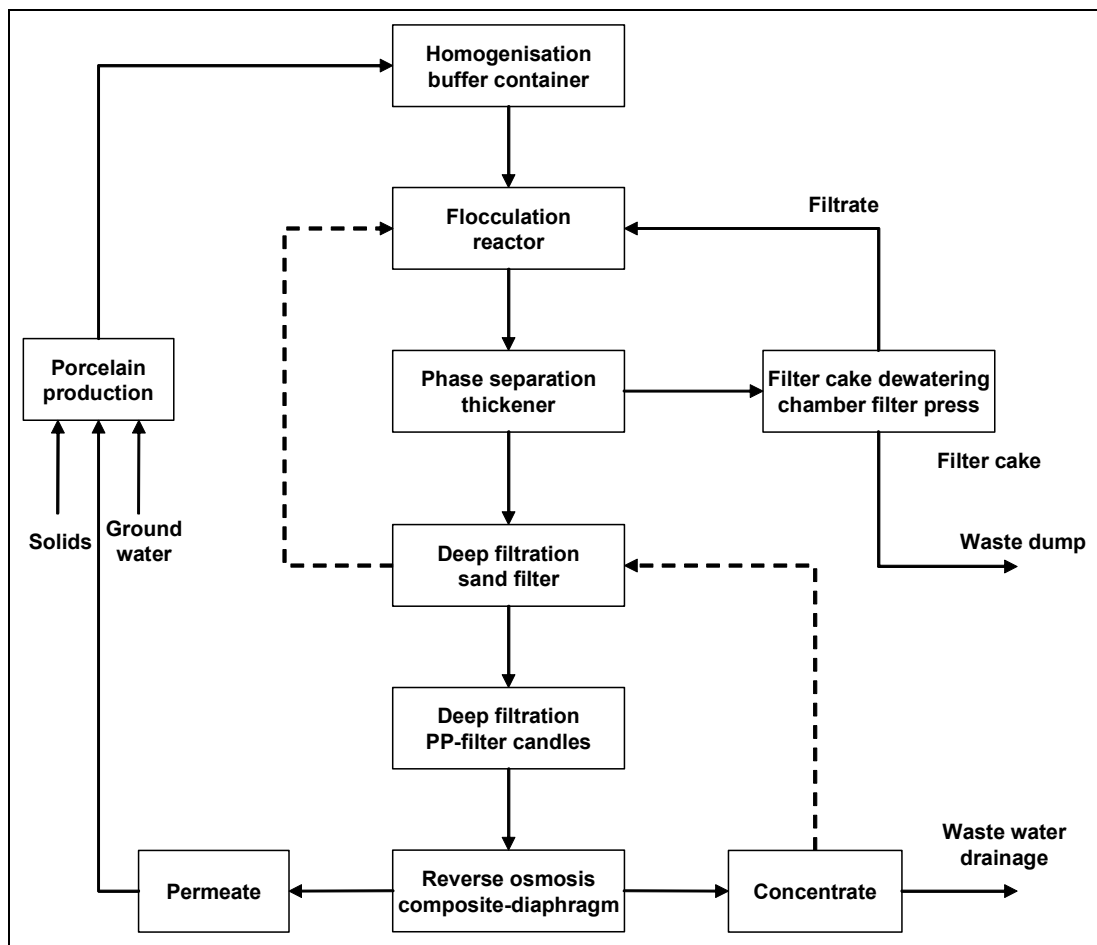 Homogenisation
buffer container
Flocculation
reactor
Filtrate
Porcelain
production
Phase separation
thickener
Filter cake dewatering
chamber filter press
Filter cake
Solids
Ground
water
Deep filtration
sand filter
Waste dump
Deep filtration
PP-filter candles
Waste water
drainage
Permeate
Reverse osmosis
composite-diaphragm
Concentrate